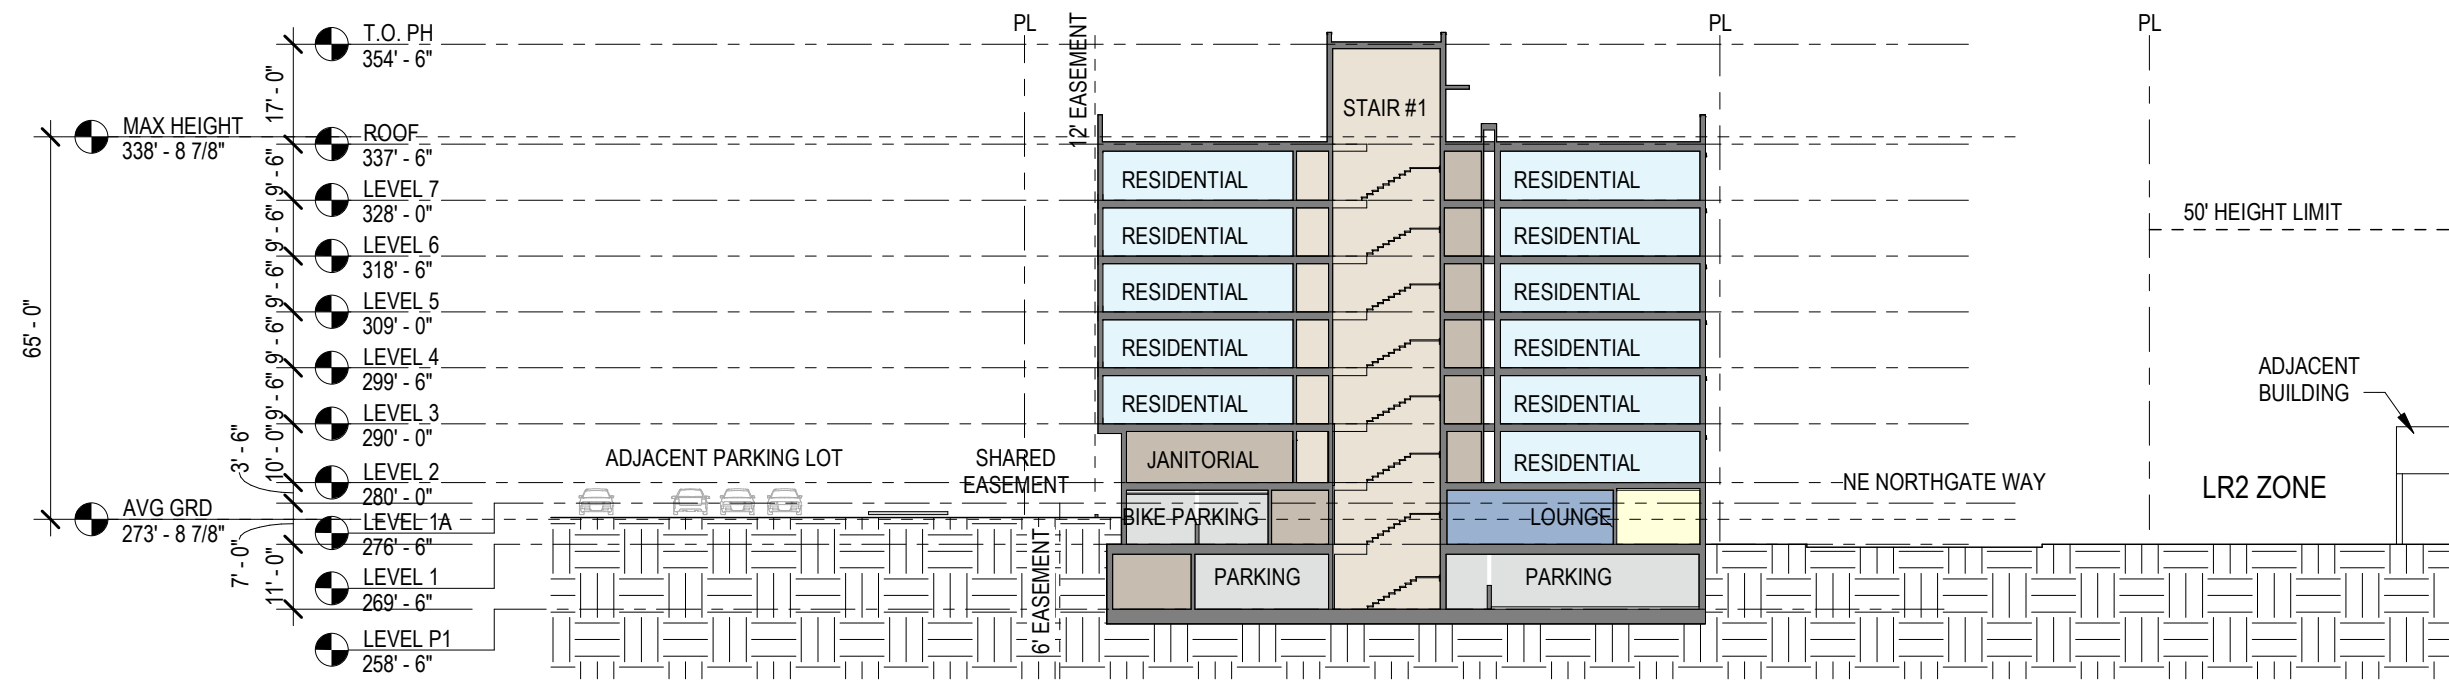 PL
PL
PL
T.O. PH
354' - 6"
17' - 0"
12' EASEMENT
STAIR #1
MAX HEIGHT
338' - 8 7/8"
ROOF
337' - 6"
9' - 6"
RESIDENTIAL
RESIDENTIAL
LEVEL 7
328' - 0"
9' - 6"
50' HEIGHT LIMIT
RESIDENTIAL
RESIDENTIAL
LEVEL 6
318' - 6"
9' - 6"
RESIDENTIAL
RESIDENTIAL
LEVEL 5
309' - 0"
9' - 6"
65' - 0"
RESIDENTIAL
RESIDENTIAL
LEVEL 4
299' - 6"
9' - 6"
ADJACENT
BUILDING
RESIDENTIAL
RESIDENTIAL
LEVEL 3
290' - 0"
10' - 0"
3' - 6"
ADJACENT PARKING LOT
SHARED
EASEMENT
JANITORIAL
RESIDENTIAL
LEVEL 2
280' - 0"
NE NORTHGATE WAY
LR2 ZONE
AVG GRD
273' - 8 7/8"
LEVEL 1A
276' - 6"
BIKE PARKING
LOUNGE
7' - 0"
11' - 0"
LEVEL 1
269' - 6"
6' EASEMENT
PARKING
PARKING
LEVEL P1
258' - 6"